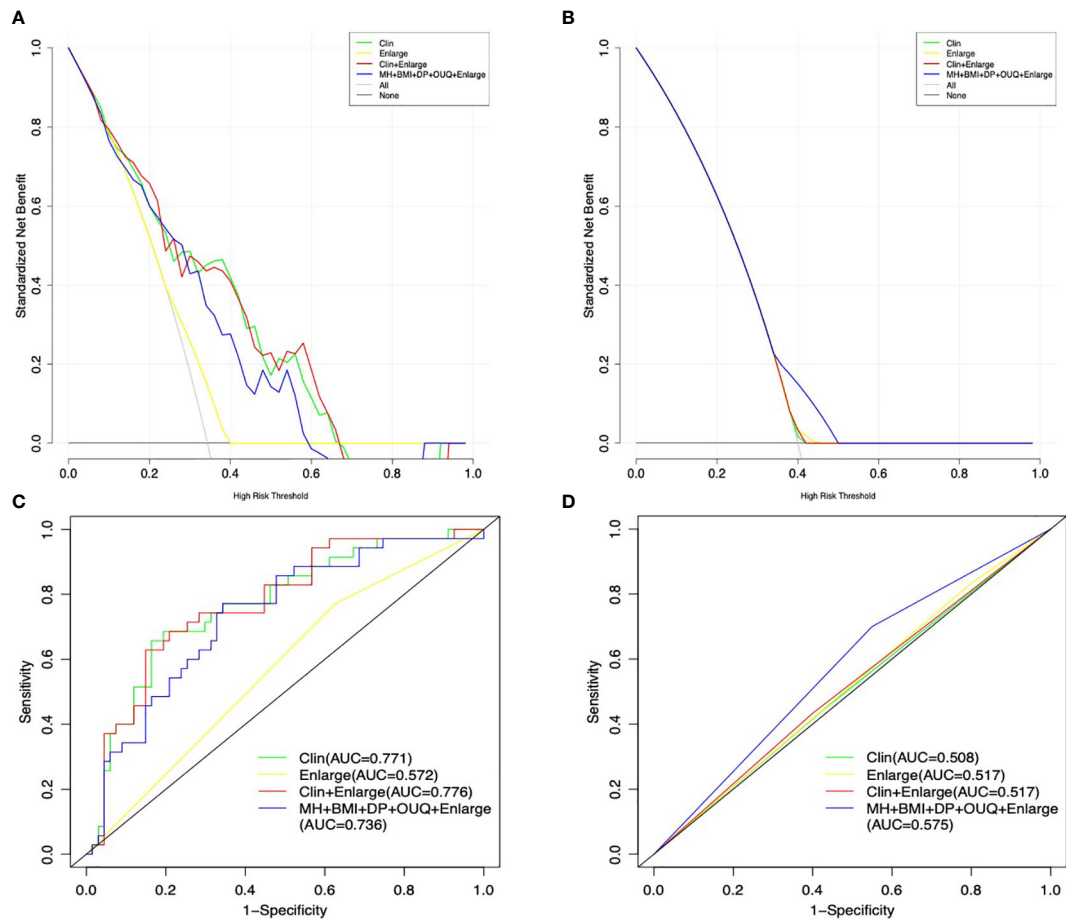 A
Clin
Enlarge
Clin+Enlarge
MH+BMI+DP+OUQ+Enlarge
All
None
Standardized Net Benefit
1.0
0.8
0.6
0.4
0.2
0.0
0.0 0.2 0.4 0.6 0.8 1.0
High Risk Threshold
B
Clin
Enlarge
Clin+Enlarge
MH+BMI+DP+OUQ+Enlarge
All
None
Standardized Net Benefit
1.0
0.8
0.6
0.4
0.2
0.0
0.0 0.2 0.4 0.6 0.8 1.0
High Risk Threshold
C
Sensitivity
1.0
0.8
0.6
0.4
0.2
0.0
Clin(AUC=0.771)
Enlarge(AUC=0.572)
Clin+Enlarge(AUC=0.776)
MH+BMI+DP+OUQ+Enlarge
(AUC=0.736)
0.0 0.2 0.4 0.6 0.8 1.0
1-Specificity
D
Sensitivity
1.0
0.8
0.6
0.4
0.2
0.0
Clin(AUC=0.508)
Enlarge(AUC=0.517)
Clin+Enlarge(AUC=0.517)
MH+BMI+DP+OUQ+Enlarge
(AUC=0.575)
0.0 0.2 0.4 0.6 0.8 1.0
1-Specificity